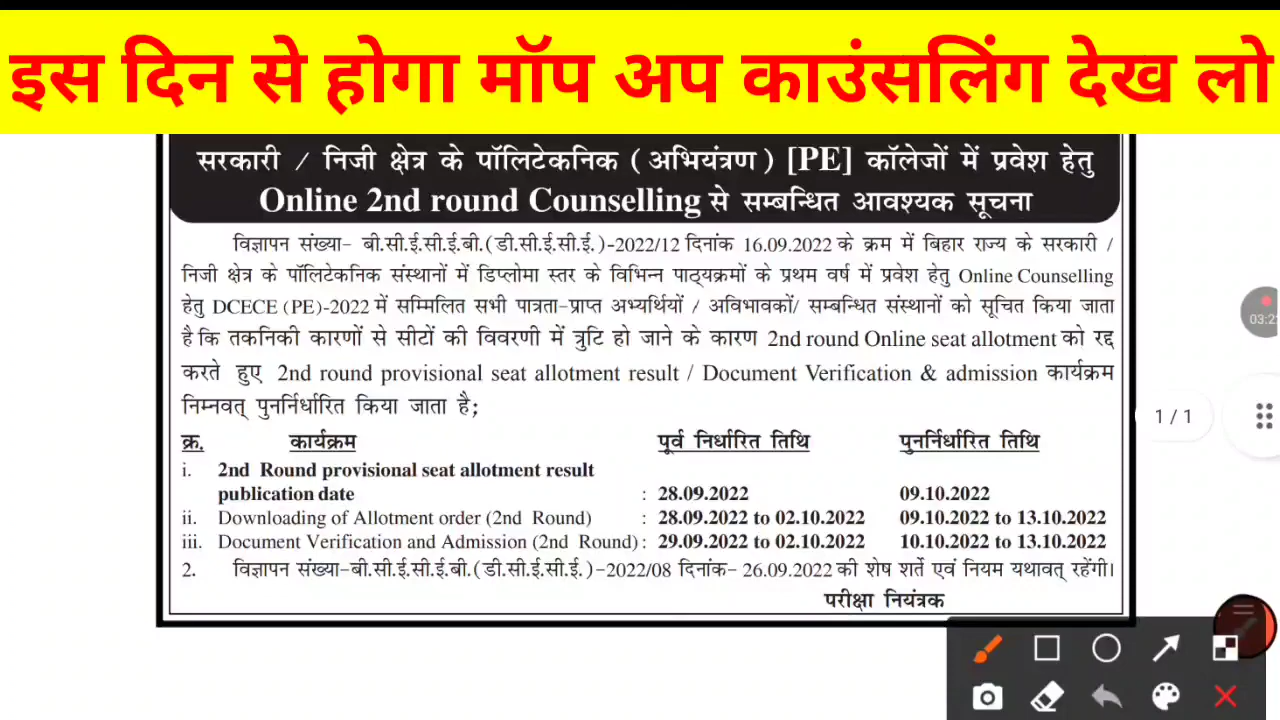 इस दिन से होगा मॉप अप काउंसलिंग देख लो
सरकारी / निजी क्षेत्र के पॉलिटेकनिक (अभियंत्रण) [PE] कॉलेजों में प्रवेश हेतु
Online 2nd round Counselling से सम्बन्धित आवश्यक सूचना
विज्ञापन संख्या- बी.सी.ई.सी.ई.बी.(डी.सी.ई.सी.ई.)-2022/12 दिनांक 16.09.2022 के क्रम में बिहार राज्य के सरकारी /
निजी क्षेत्र के पॉलिटेकनिक संस्थानों में डिप्लोमा स्तर के विभिन्न पाठ्यक्रमों के प्रथम वर्ष में प्रवेश हेतु Online Counselling
हेतु DCECE (PE)-2022 में सम्मिलित सभी पात्रता-प्राप्त अभ्यर्थियों / अविभावकों/ सम्बन्धित संस्थानों को सूचित किया जाता
है कि तकनिकी कारणों से सीटों की विवरणी में त्रुटि हो जाने के कारण 2nd round Online seat allotment को रद्द
करते हुए 2nd round provisional seat allotment result / Document Verification & admission कार्यक्रम
निम्नवत् पुनर्निर्धारित किया जाता है;
क्र. कार्यक्रम पूर्व निर्धारित तिथि पुनर्निर्धारित तिथि
i. 2nd Round provisional seat allotment result
publication date : 28.09.2022 09.10.2022
ii. Downloading of Allotment order (2nd Round) : 28.09.2022 to 02.10.2022 09.10.2022 to 13.10.2022
iii. Document Verification and Admission (2nd Round) : 29.09.2022 to 02.10.2022 10.10.2022 to 13.10.2022
2. विज्ञापन संख्या-बी.सी.ई.सी.ई.बी.(डी.सी.ई.सी.ई.)-2022/08 दिनांक- 26.09.2022 की शेष शर्ते एवं नियम यथावत् रहेंगी।
परीक्षा नियंत्रक
1 / 1